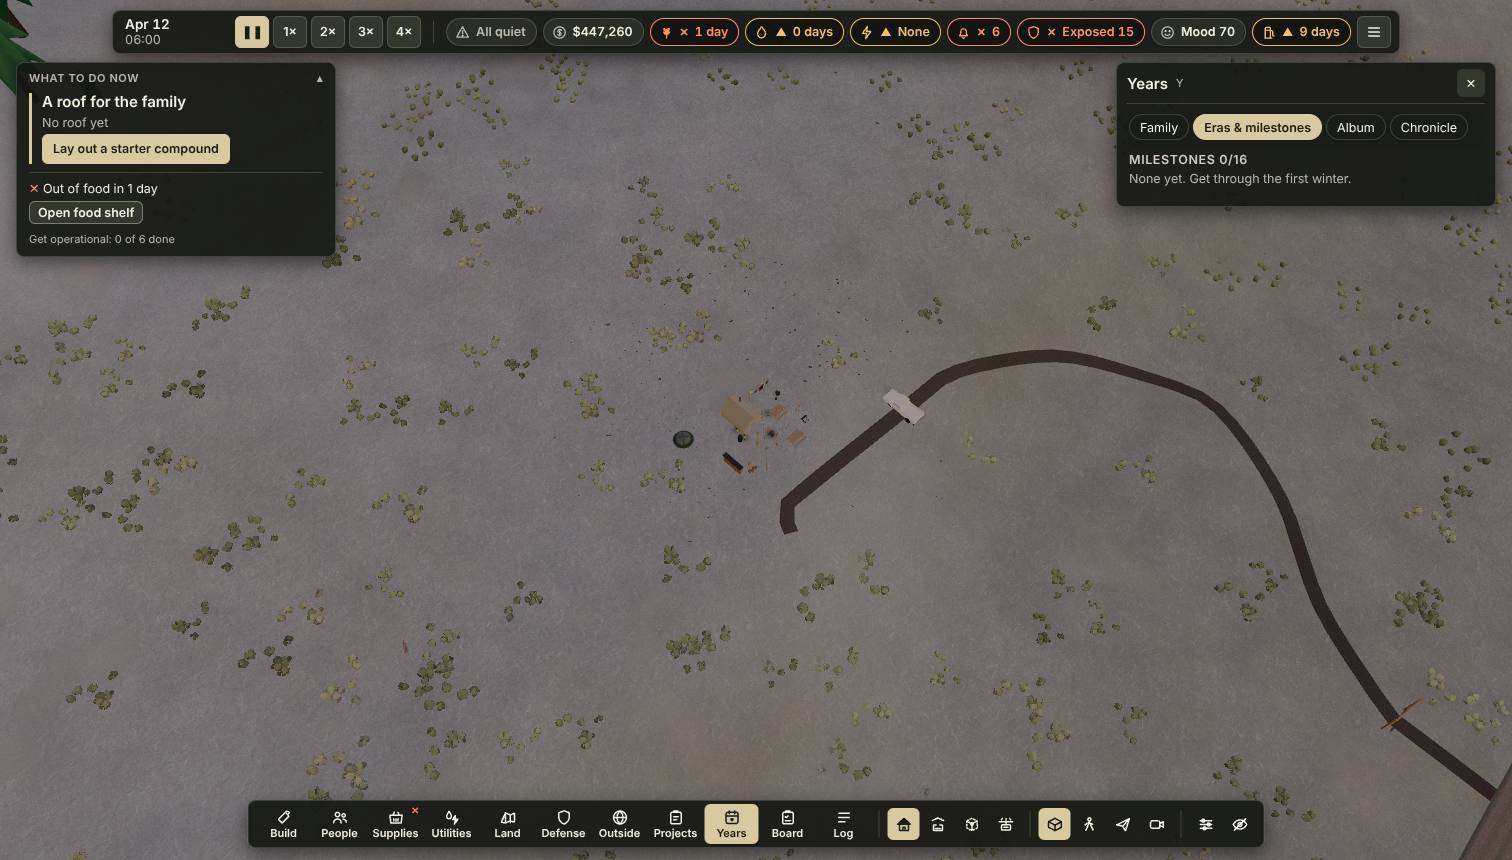 Apr 12
06:00
1×
2×
3×
4×
All quiet
$447,260
× 1 day
▲ 0 days
▲ None
× 6
× Exposed 15
Mood 70
▲ 9 days
WHAT TO DO NOW
A roof for the family
No roof yet
Lay out a starter compound
× Out of food in 1 day
Open food shelf
Get operational: 0 of 6 done
Years Y
Family
Eras & milestones
Album
Chronicle
MILESTONES 0/16
None yet. Get through the first winter.
Build
People
Supplies
Utilities
Land
Defense
Outside
Projects
Years
Board
Log